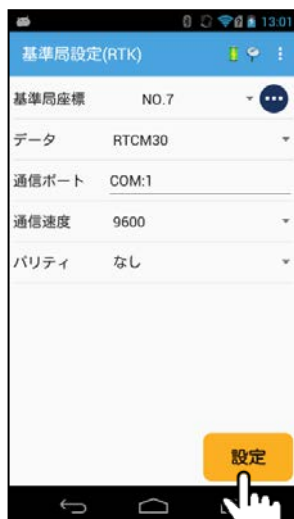 13:01
基準局設定(RTK)
基準局座標 NO.7
データ RTCM30
通信ポート COM:1
通信速度 9600
パリティ なし
設定